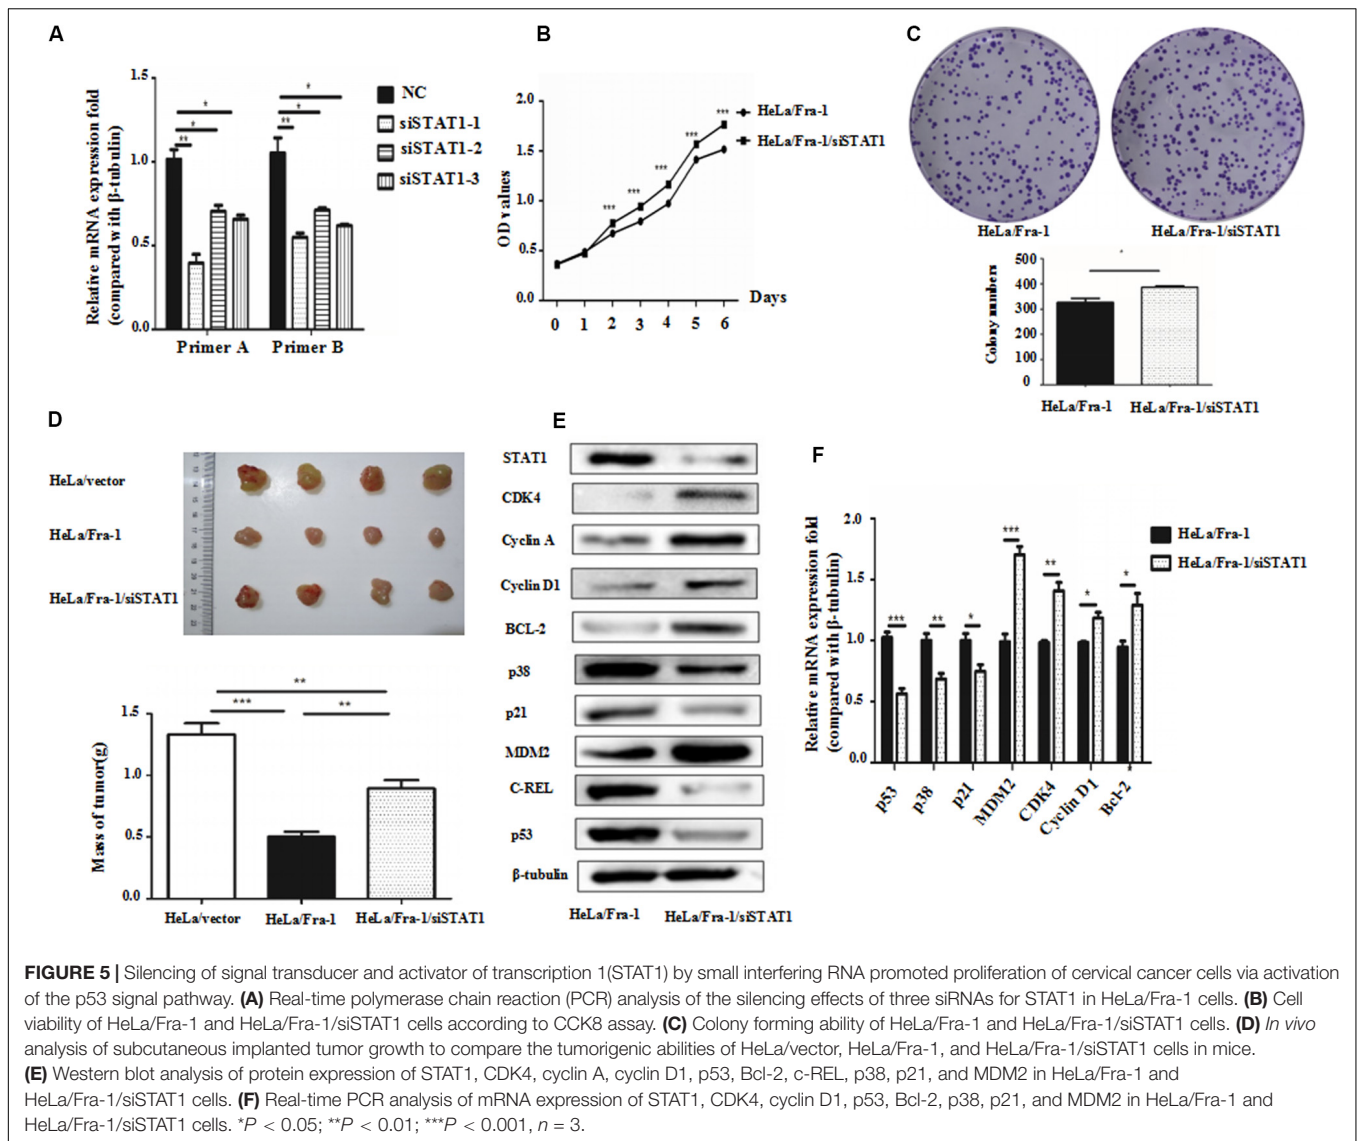 A
Relative mRNA expression fold
(compared with β-tubulin)
1.5
1.0
0.5
0.0
**
*
*
**
*
*
Primer A Primer B
NC
siSTAT1-1
siSTAT1-2
siSTAT1-3
B
OD values
2.0
1.5
1.0
0.5
0.0
***
***
***
***
***
0 1 2 3 4 5 6
Days
HeLa/Fra-1
HeLa/Fra-1/siSTAT1
C
HeLa/Fra-1 HeLa/Fra-1/siSTAT1
Colony numbers
500
400
300
200
100
0
*
HeLa/Fra-1 HeLa/Fra-1/siSTAT1
D
HeLa/vector
HeLa/Fra-1
HeLa/Fra-1/siSTAT1
Mass of tumor(g)
1.5
1.0
0.5
0.0
**
***
**
HeLa/vector HeLa/Fra-1 HeLa/Fra-1/siSTAT1
E
STAT1
CDK4
Cyclin A
Cyclin D1
BCL-2
p38
p21
MDM2
C-REL
p53
β-tubulin
HeLa/Fra-1 HeLa/Fra-1/siSTAT1
F
Relative mRNA expression fold
(compared with β-tubulin)
2.0
1.5
1.0
0.5
0.0
***
**
*
***
**
*
*
p53 p38 p21 MDM2 CDK4 Cyclin D1 Bcl-2
HeLa/Fra-1
HeLa/Fra-1/siSTAT1
FIGURE 5 | Silencing of signal transducer and activator of transcription 1(STAT1) by small interfering RNA promoted proliferation of cervical cancer cells via activation
of the p53 signal pathway. (A) Real-time polymerase chain reaction (PCR) analysis of the silencing effects of three siRNAs for STAT1 in HeLa/Fra-1 cells. (B) Cell
viability of HeLa/Fra-1 and HeLa/Fra-1/siSTAT1 cells according to CCK8 assay. (C) Colony forming ability of HeLa/Fra-1 and HeLa/Fra-1/siSTAT1 cells. (D) In vivo
analysis of subcutaneous implanted tumor growth to compare the tumorigenic abilities of HeLa/vector, HeLa/Fra-1, and HeLa/Fra-1/siSTAT1 cells in mice.
(E) Western blot analysis of protein expression of STAT1, CDK4, cyclin A, cyclin D1, p53, Bcl-2, c-REL, p38, p21, and MDM2 in HeLa/Fra-1 and
HeLa/Fra-1/siSTAT1 cells. (F) Real-time PCR analysis of mRNA expression of STAT1, CDK4, cyclin D1, p53, Bcl-2, p38, p21, and MDM2 in HeLa/Fra-1 and
HeLa/Fra-1/siSTAT1 cells. *P < 0.05; **P < 0.01; ***P < 0.001, n = 3.